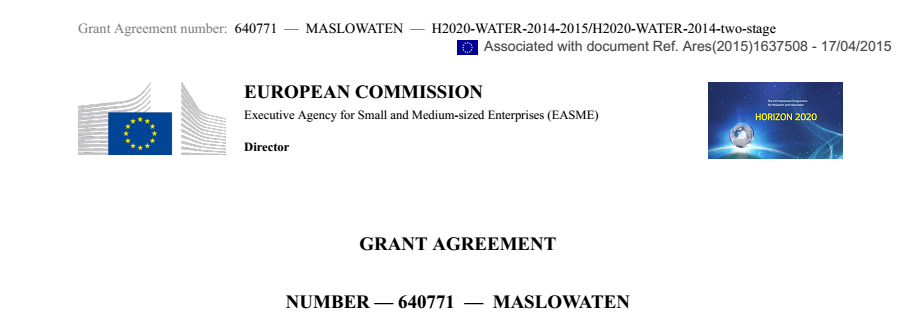 Grant Agreement number: 640771 — MASLOWATEN — H2020-WATER-2014-2015/H2020-WATER-2014-two-stage
Associated with document Ref. Ares(2015)1637508 - 17/04/2015
EUROPEAN COMMISSION
Executive Agency for Small and Medium-sized Enterprises (EASME)
Director
The EU Framework Programme
for Research and Innovation
HORIZON 2020
GRANT AGREEMENT
NUMBER — 640771 — MASLOWATEN